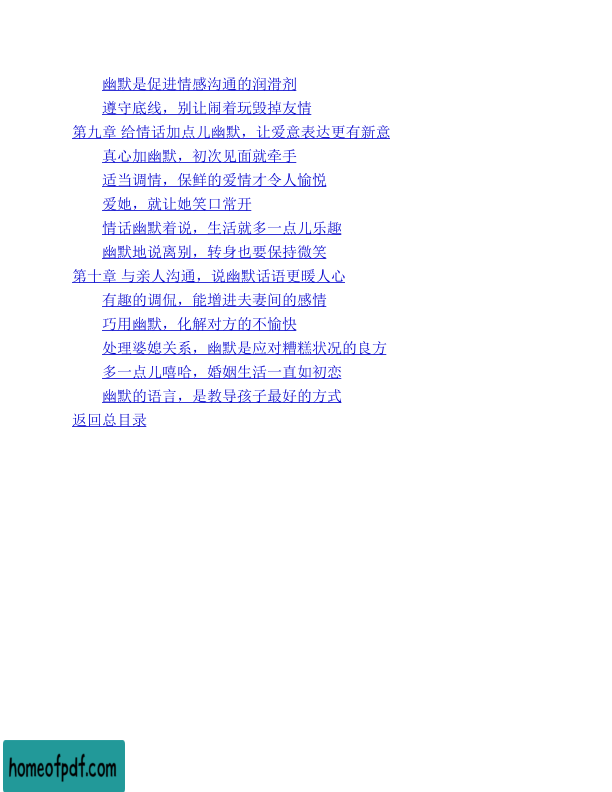 幽默是促进情感沟通的润滑剂
遵守底线，别让闹着玩毁掉友情
第九章 给情话加点儿幽默，让爱意表达更有新意
真心加幽默，初次见面就牵手
适当调情，保鲜的爱情才令人愉悦
爱她，就让她笑口常开
情话幽默着说，生活就多一点儿乐趣
幽默地说离别，转身也要保持微笑
第十章 与亲人沟通，说幽默话语更暖人心
有趣的调侃，能增进夫妻间的感情
巧用幽默，化解对方的不愉快
处理婆媳关系，幽默是应对糟糕状况的良方
多一点儿嘻哈，婚姻生活一直如初恋
幽默的语言，是教导孩子最好的方式
返回总目录
homeofpdf.com